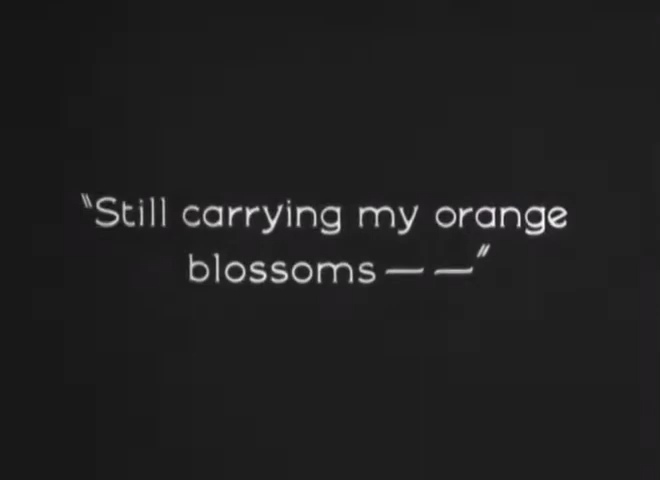 "Still carrying my orange
blossoms — —"